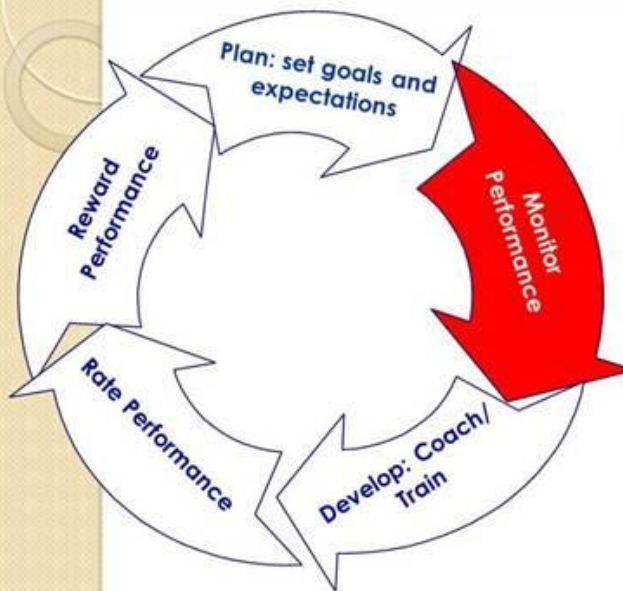 Plan: set goals and
expectations
Monitor
Performance
Develop: Coach/
Train
Rate Performance
Reward
Performance